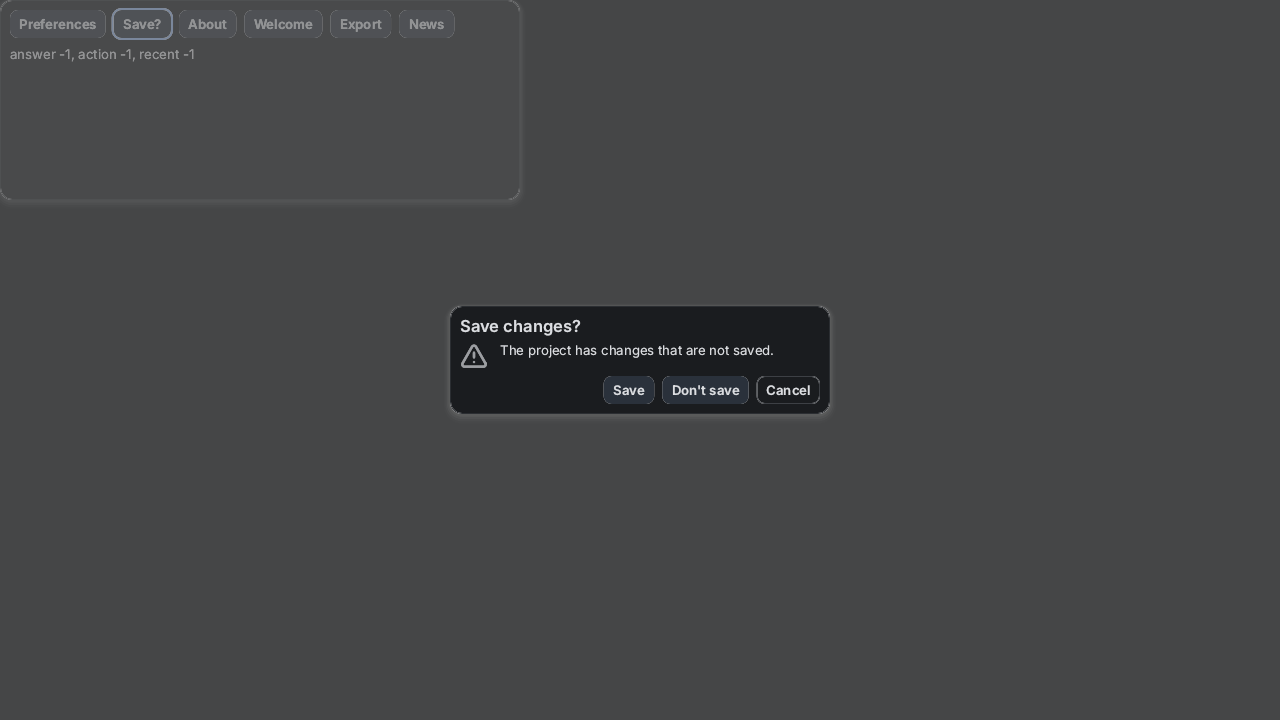 Preferences Save? About Welcome Export News
answer -1, action -1, recent -1
Save changes?
The project has changes that are not saved.
Save Don't save Cancel